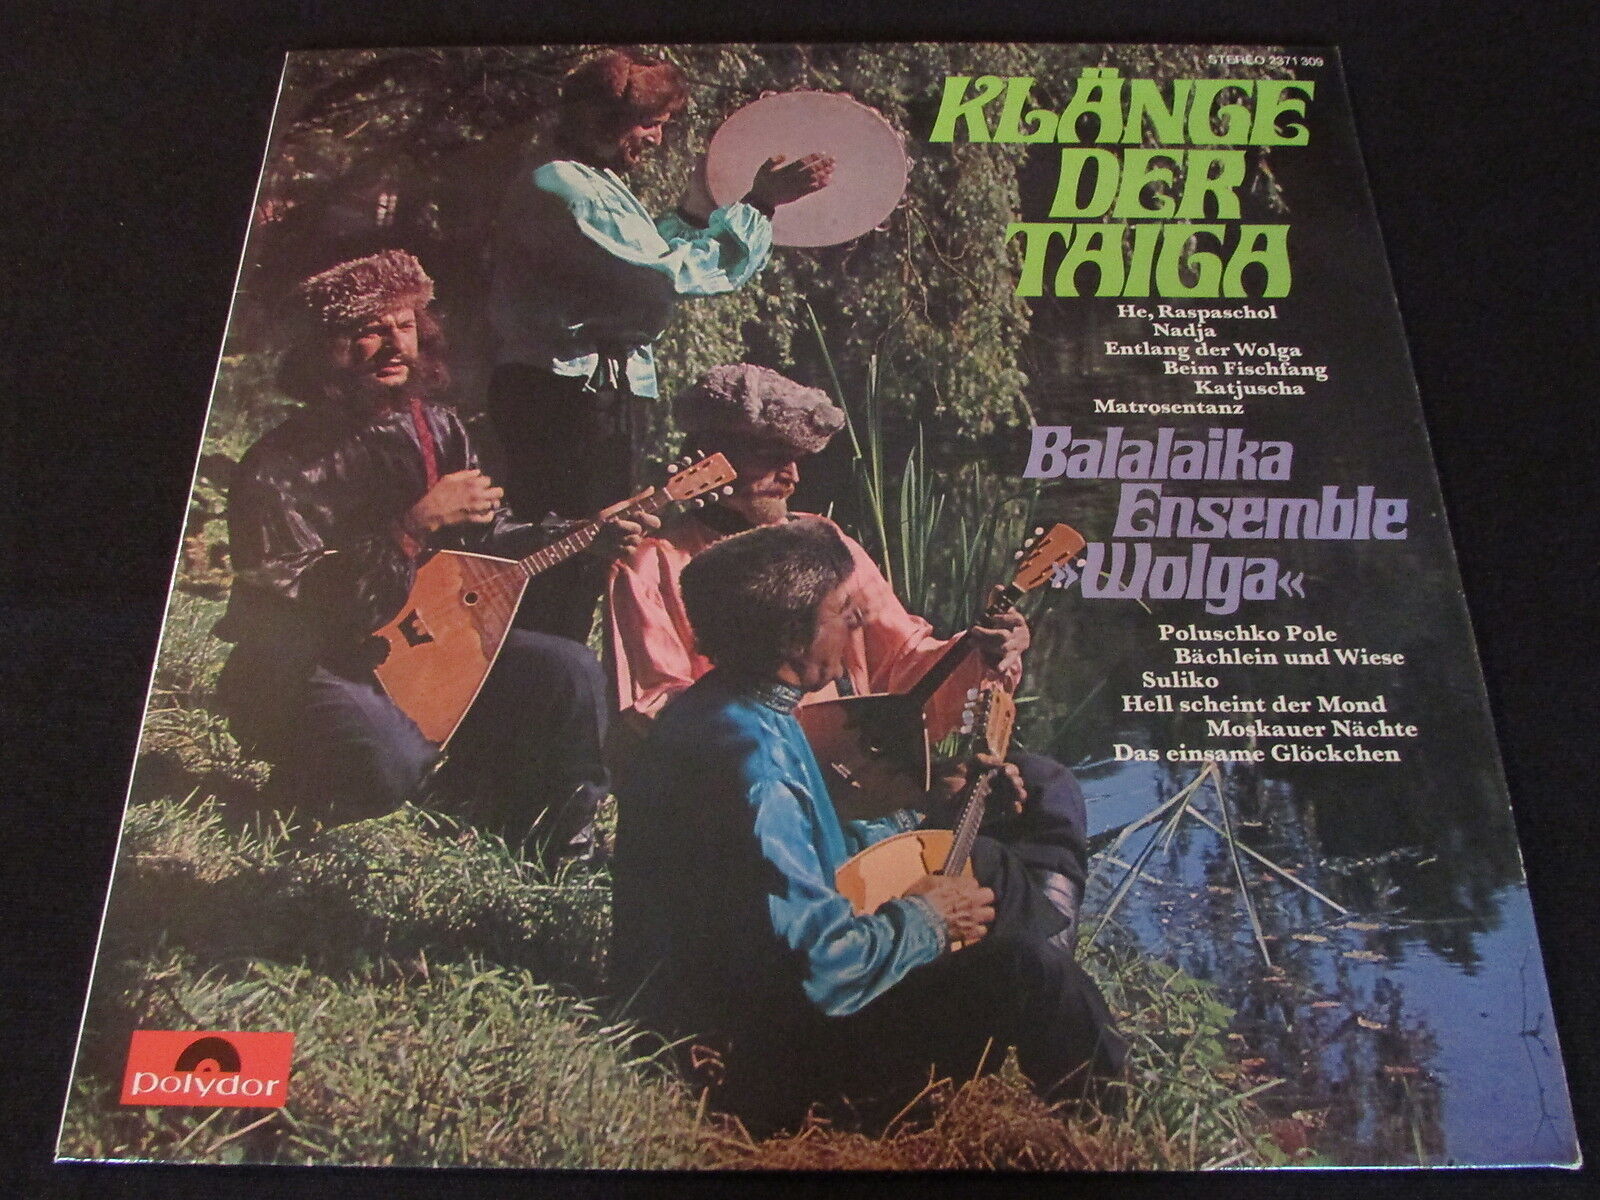 STEREO 2371 309
KLÄNGE
DER
TAIGA
He, Raspaschol
Nadja
Entlang der Wolga
Beim Fischfang
Katjuscha
Matrosentanz
Balalaika
Ensemble
»Wolga«
Poluschko Pole
Bächlein und Wiese
Suliko
Hell scheint der Mond
Moskauer Nächte
Das einsame Glöckchen
polydor